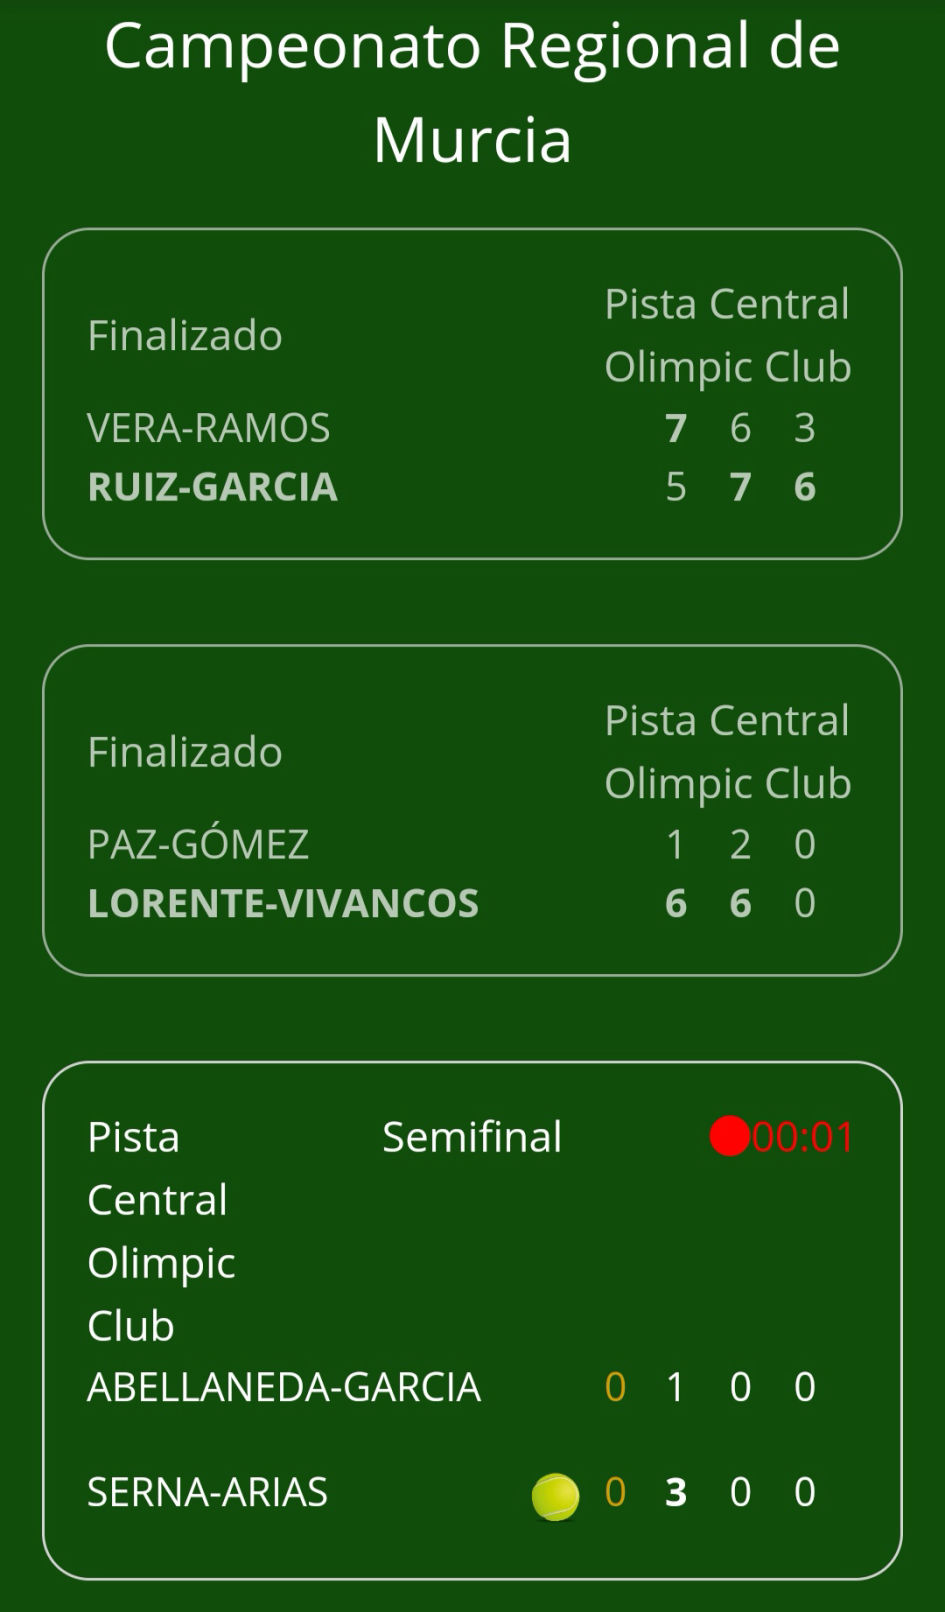 Campeonato Regional de
Murcia
Finalizado
Pista Central
Olimpic Club
VERA-RAMOS 7 6 3
RUIZ-GARCIA 5 7 6
Finalizado
Pista Central
Olimpic Club
PAZ-GÓMEZ 1 2 0
LORENTE-VIVANCOS 6 6 0
Pista Semifinal 00:01
Central
Olimpic
Club
ABELLANEDA-GARCIA 0 1 0 0
SERNA-ARIAS 0 3 0 0